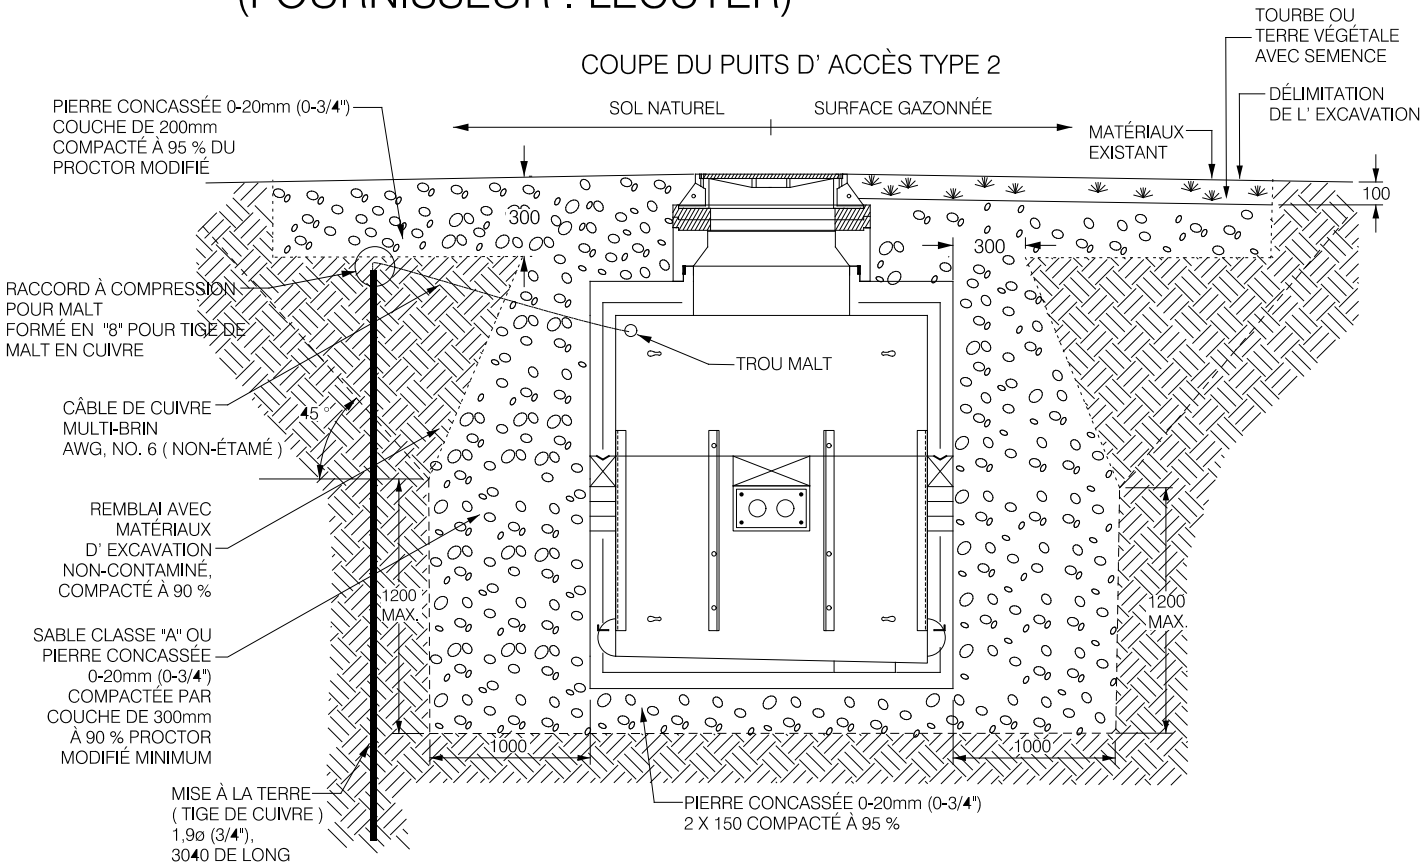 (FOURNISSEUR : LÉCUYER)
COUPE DU PUITS D' ACCÈS TYPE 2
SOL NATUREL
SURFACE GAZONNÉE
TOURBE OU
TERRE VÉGÉTALE
AVEC SEMENCE
DÉLIMITATION
DE L' EXCAVATION
MATÉRIAUX
EXISTANT
100
PIERRE CONCASSÉE 0-20mm (0-3/4")
COUCHE DE 200mm
COMPACTÉ À 95 % DU
PROCTOR MODIFIÉ
300
300
RACCORD À COMPRESSION
POUR MALT
FORMÉ EN "8" POUR TIGE DE
MALT EN CUIVRE
TROU MALT
CÂBLE DE CUIVRE
MULTI-BRIN
AWG, NO. 6 ( NON-ÉTAMÉ )
45°
REMBLAI AVEC
MATÉRIAUX
D' EXCAVATION
NON-CONTAMINÉ,
COMPACTÉ À 90 %
1200
MAX.
1200
MAX.
SABLE CLASSE "A" OU
PIERRE CONCASSÉE
0-20mm (0-3/4")
COMPACTÉE PAR
COUCHE DE 300mm
À 90 % PROCTOR
MODIFIÉ MINIMUM
1000
1000
MISE À LA TERRE
( TIGE DE CUIVRE )
1,9ø (3/4"),
3040 DE LONG
PIERRE CONCASSÉE 0-20mm (0-3/4")
2 X 150 COMPACTÉ À 95 %